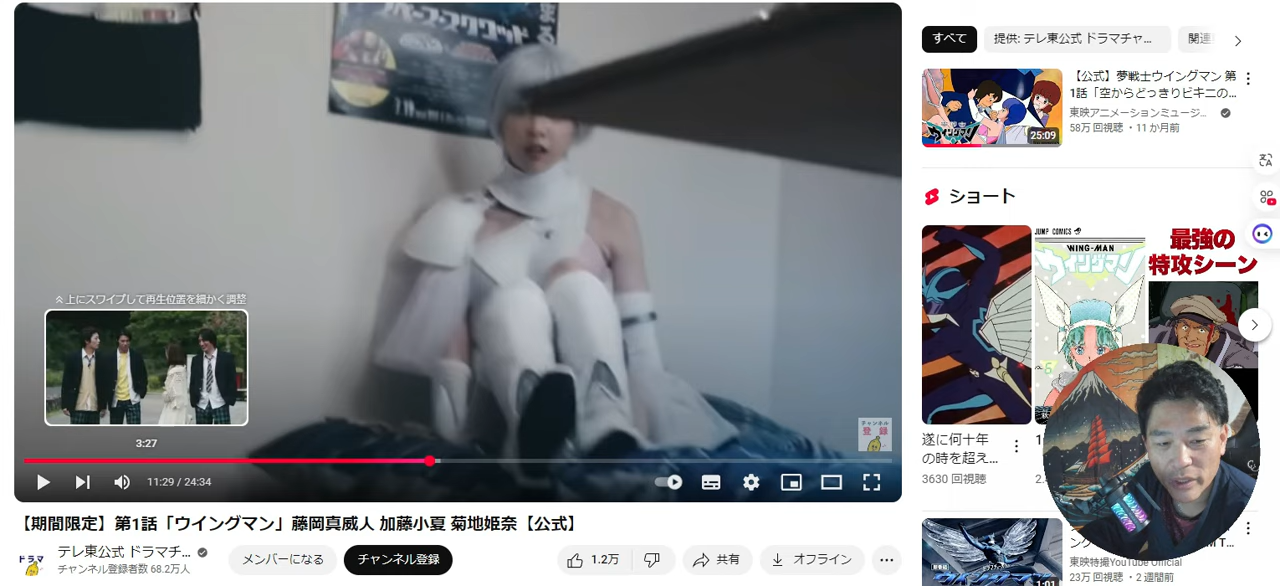 ペース・スクワッド
上にスワイプして再生位置を細かく調整
3:27
チャンネル
登録
11:29 / 24:34
【期間限定】第1話「ウイングマン」藤岡真威人 加藤小夏 菊地姫奈【公式】
ドラマ
テレ東公式 ドラマチ...
チャンネル登録者数 68.2万人
メンバーになる
チャンネル登録
1.2万
共有
オフライン
すべて
提供: テレ東公式 ドラマチャ...
関連
【公式】夢戦士ウイングマン 第
1話「空からどっきりビキニの...
東映アニメーションミュージ...
58万 回視聴 ・11 か月前
25:09
ショート
JUMP COMICS
WING-MAN
ウイングマン
最強の
特攻シーン
遂に何十年
の時を超え...
3630 回視聴
東映特撮YouTube Official
23万 回視聴 ・2 週間前
1:01